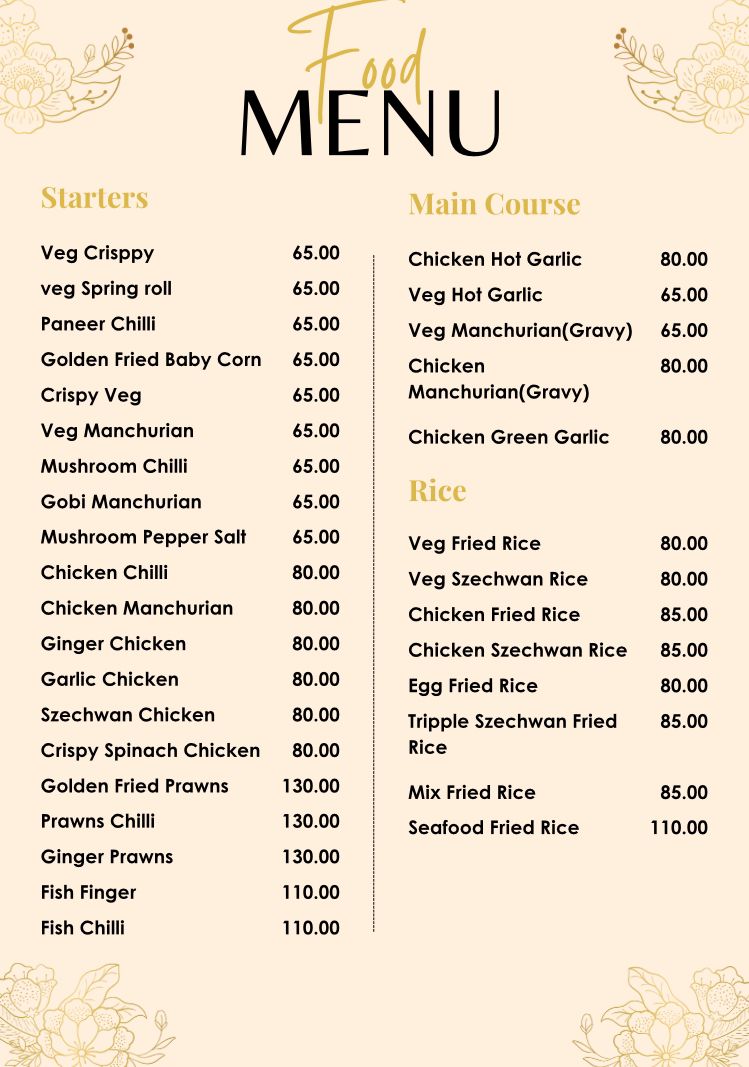 Food
MENU
Starters
Veg Crisppy 65.00
veg Spring roll 65.00
Paneer Chilli 65.00
Golden Fried Baby Corn 65.00
Crispy Veg 65.00
Veg Manchurian 65.00
Mushroom Chilli 65.00
Gobi Manchurian 65.00
Mushroom Pepper Salt 65.00
Chicken Chilli 80.00
Chicken Manchurian 80.00
Ginger Chicken 80.00
Garlic Chicken 80.00
Szechwan Chicken 80.00
Crispy Spinach Chicken 80.00
Golden Fried Prawns 130.00
Prawns Chilli 130.00
Ginger Prawns 130.00
Fish Finger 110.00
Fish Chilli 110.00
Main Course
Chicken Hot Garlic 80.00
Veg Hot Garlic 65.00
Veg Manchurian(Gravy) 65.00
Chicken 80.00
Manchurian(Gravy)
Chicken Green Garlic 80.00
Rice
Veg Fried Rice 80.00
Veg Szechwan Rice 80.00
Chicken Fried Rice 85.00
Chicken Szechwan Rice 85.00
Egg Fried Rice 80.00
Tripple Szechwan Fried 85.00
Rice
Mix Fried Rice 85.00
Seafood Fried Rice 110.00